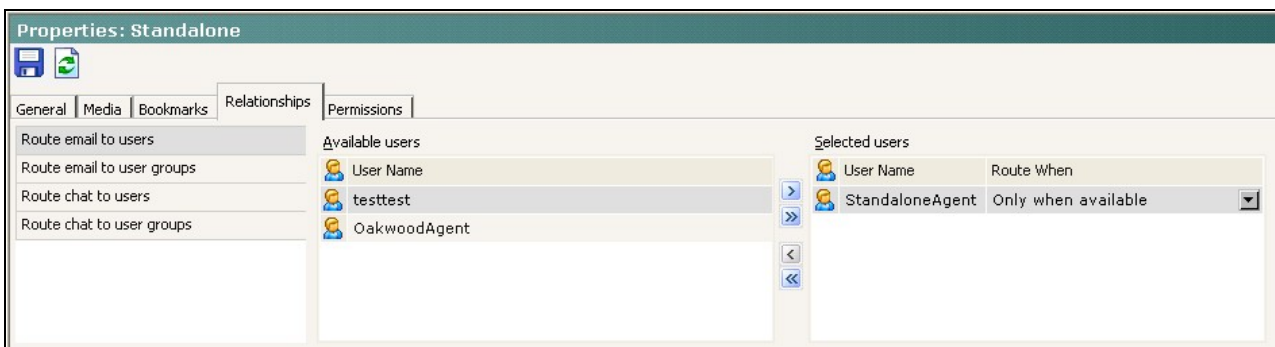 Properties: Standalone
General Media Bookmarks Relationships Permissions
Route email to users
Route email to user groups
Route chat to users
Route chat to user groups
Available users
User Name
testtest
OakwoodAgent
Selected users
User Name Route When
StandaloneAgent Only when available